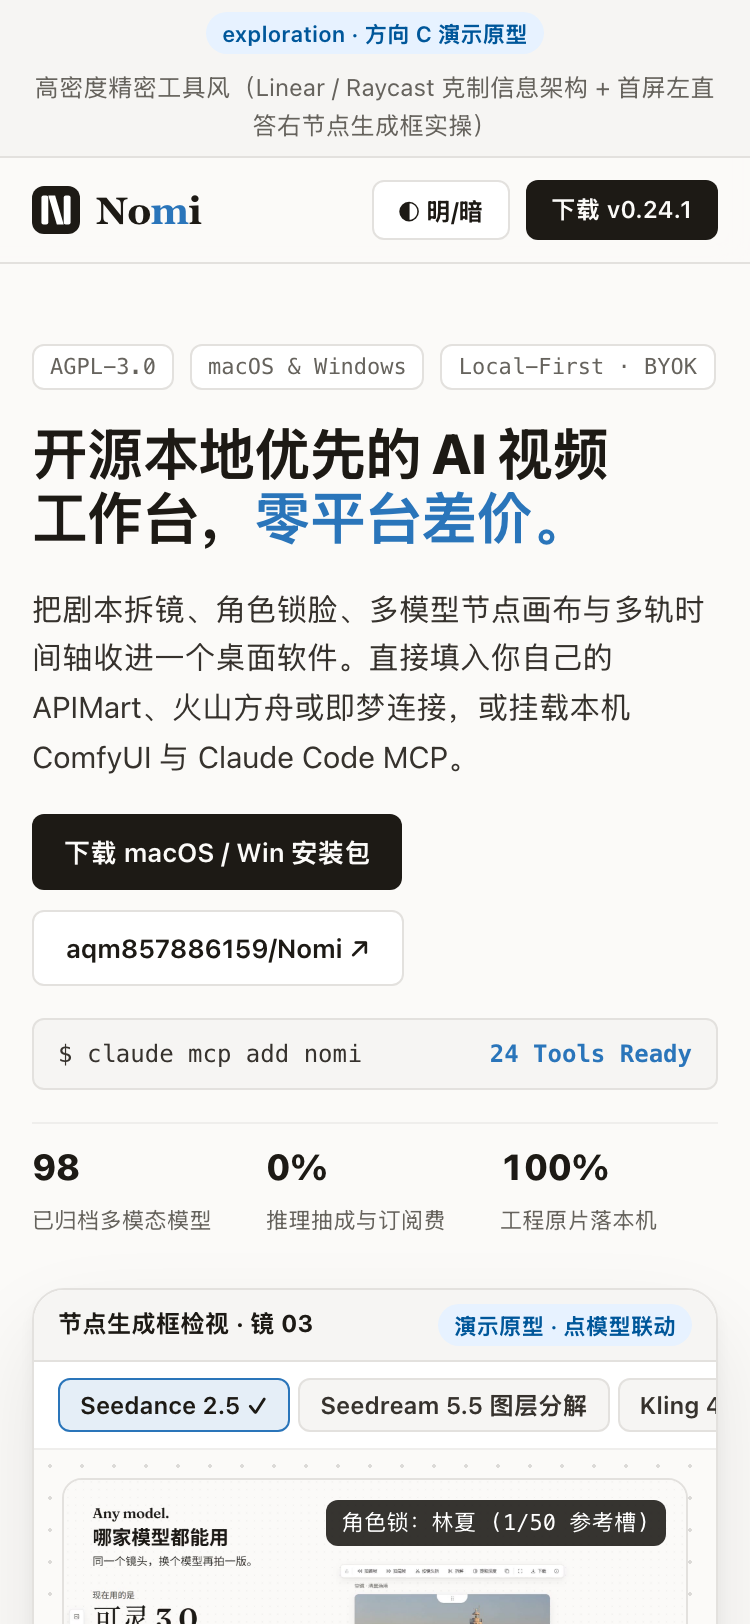 exploration · 方向 C 演示原型
高密度精密工具风（Linear / Raycast 克制信息架构 + 首屏左直
答右节点生成框实操）
Nomi
明/暗
下载 v0.24.1
AGPL-3.0
macOS & Windows
Local-First · BYOK
开源本地优先的 AI 视频
工作台，零平台差价。
把剧本拆镜、角色锁脸、多模型节点画布与多轨时
间轴收进一个桌面软件。直接填入你自己的
APIMart、火山方舟或即梦连接，或挂载本机
ComfyUI 与 Claude Code MCP。
下载 macOS / Win 安装包
aqm857886159/Nomi ↗
$ claude mcp add nomi
24 Tools Ready
98
0%
100%
已归档多模态模型
推理抽成与订阅费
工程原片落本机
节点生成框检视 · 镜 03
演示原型 · 点模型联动
Seedance 2.5 ✓
Seedream 5.5 图层分解
Kling 4
Any model.
哪家模型都能用
同一个镜头，换个模型再拍一版。
现在用的是
可灵 3.0
角色锁：林夏 (1/50 参考槽)